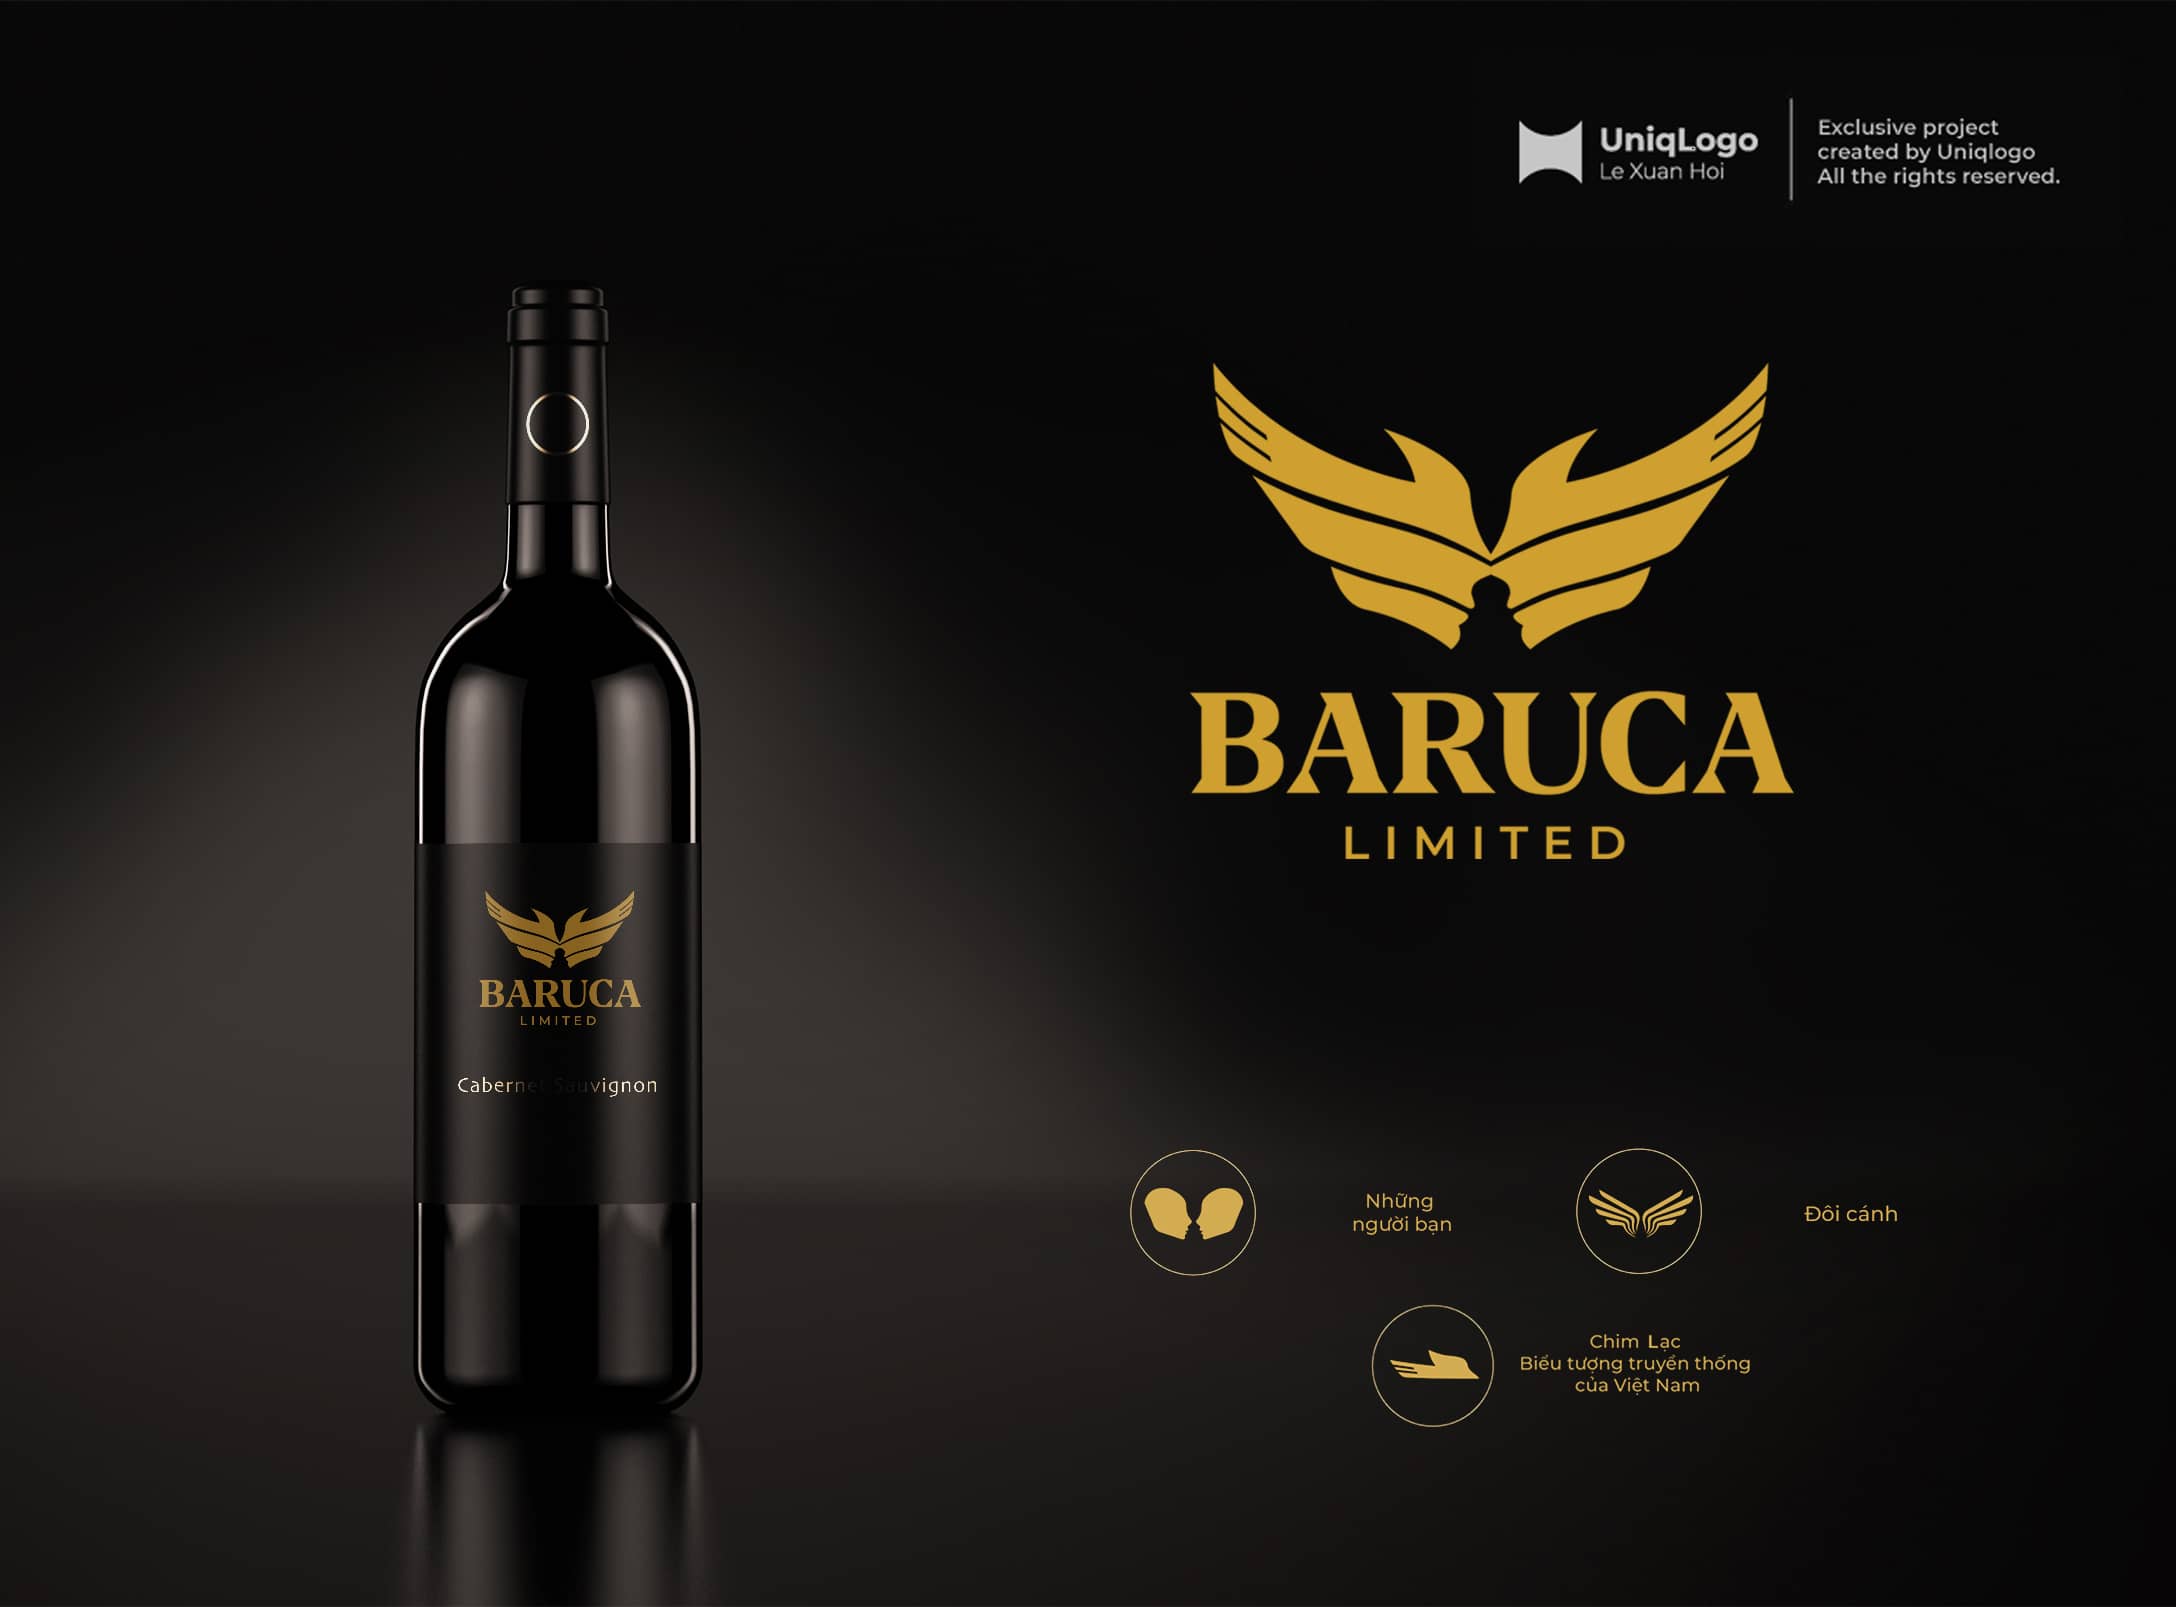 UniqLogo
Le Xuan Hoi
Exclusive project
created by Uniqlogo
All the rights reserved.
BARUCA
LIMITED
BARUCA
LIMITED
Cabernet Sauvignon
Những
người bạn
Đôi cánh
Chim Lạc
Biểu tượng truyền thống
của Việt Nam